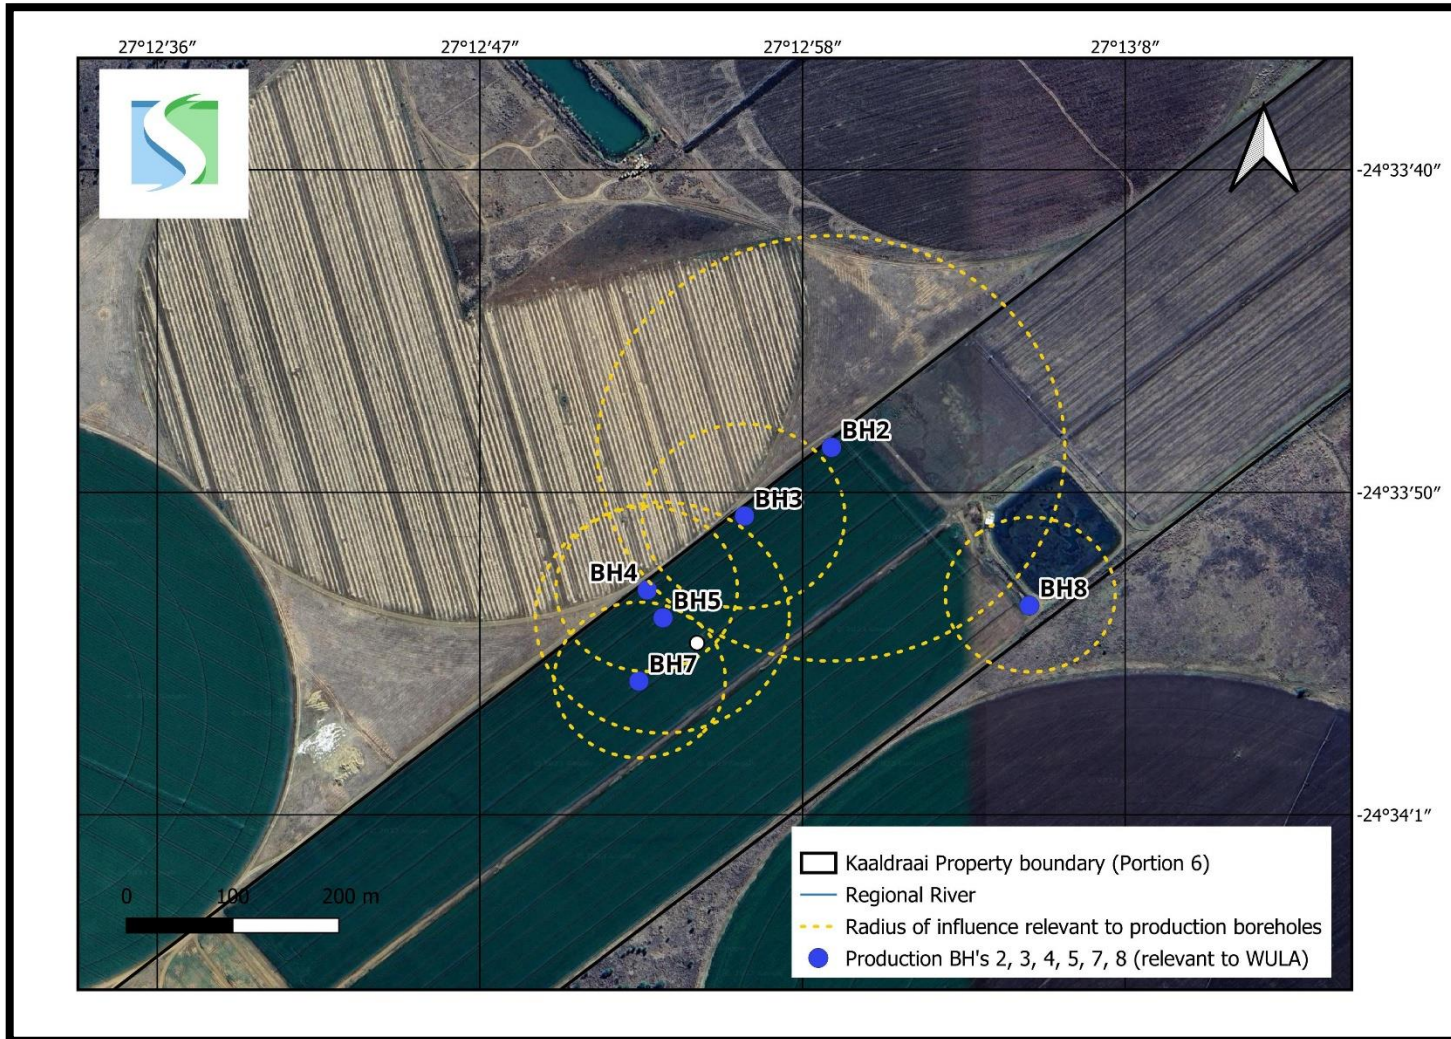 27°12′36″ 27°12′47″ 27°12′58″ 27°13′8″
-24°33′40″
BH2
-24°33′50″
BH3
BH4
BH5
BH8
BH7
-24°34′1″
Kaaldraai Property boundary (Portion 6)
Regional River
0 100 200 m
Radius of influence relevant to production boreholes
Production BH's 2, 3, 4, 5, 7, 8 (relevant to WULA)